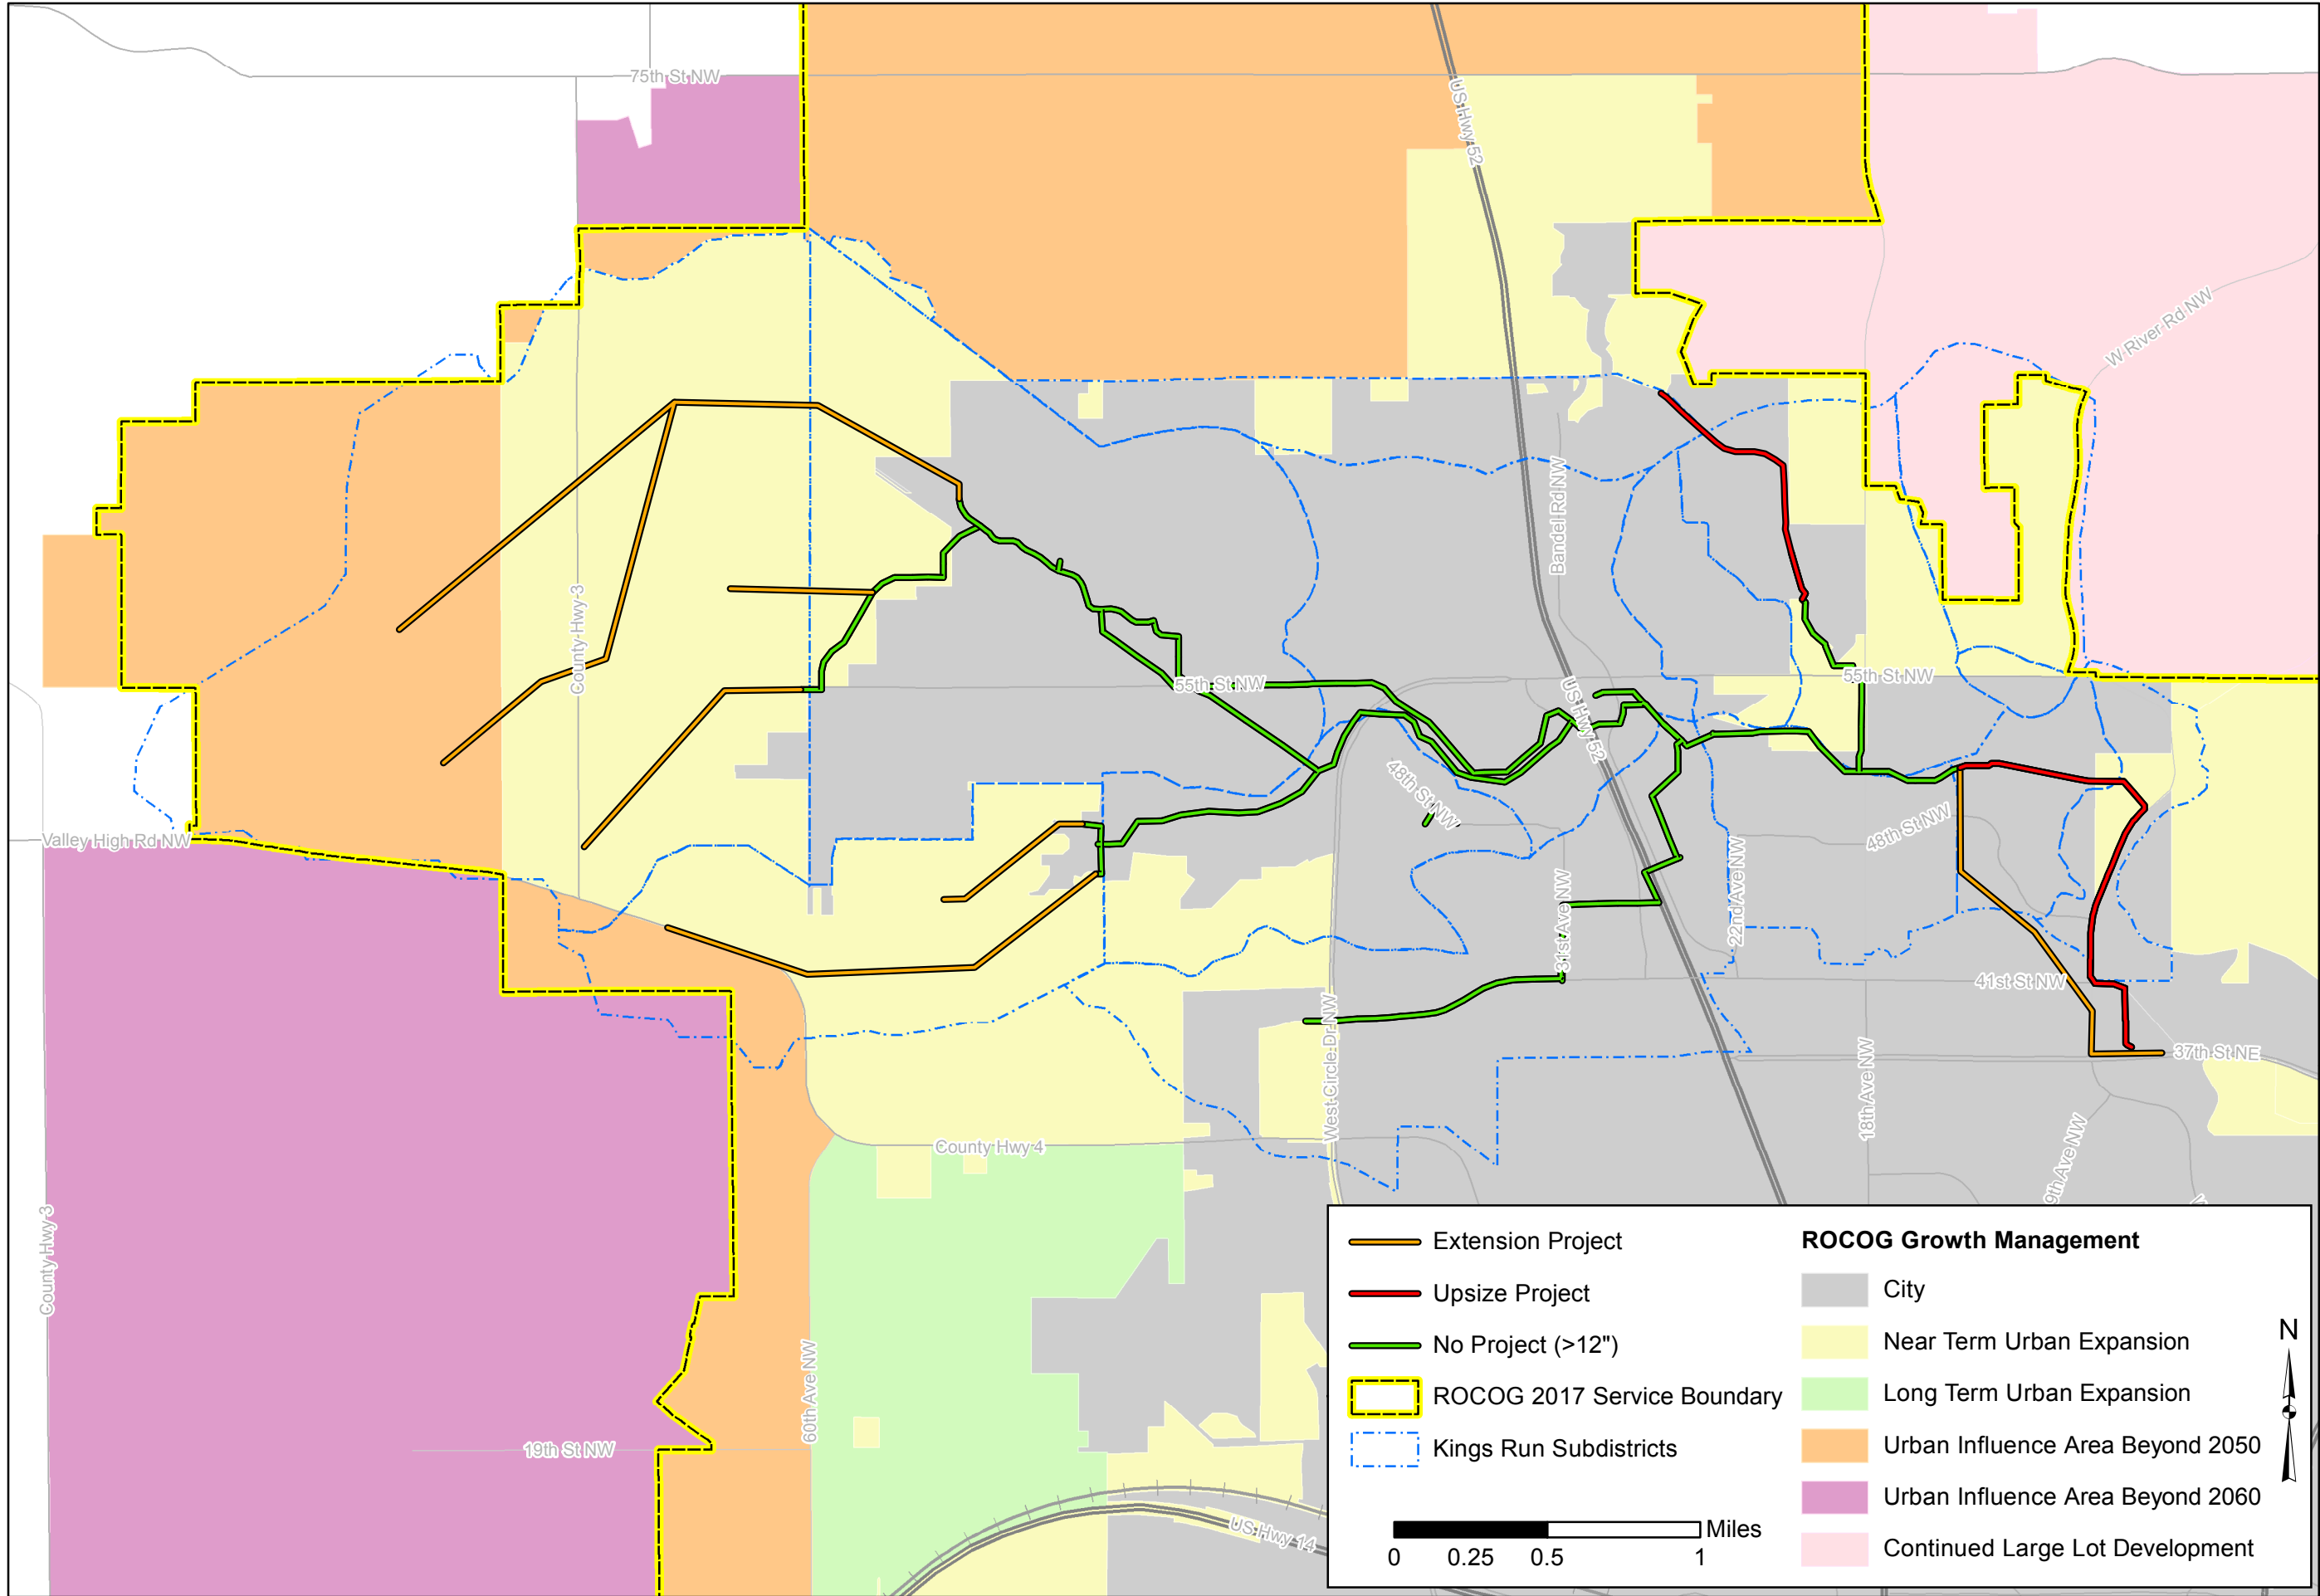 75th St NW
US Hwy 52
W River Rd NW
Bandel Rd NW
County Hwy 3
55th St NW
55th St NW
US Hwy 52
48th St NW
48th St NW
Valley High Rd NW
31st Ave NW
22nd Ave NW
41st St NW
West Circle Dr NW
37th St NE
18th Ave NW
County Hwy 4
9th Ave NW
County Hwy 3
60th Ave NW
19th St NW
US Hwy 14
Extension Project
Upsize Project
No Project (>12")
ROCOG 2017 Service Boundary
Kings Run Subdistricts
Miles
0 0.25 0.5 1
ROCOG Growth Management
City
Near Term Urban Expansion
Long Term Urban Expansion
Urban Influence Area Beyond 2050
Urban Influence Area Beyond 2060
Continued Large Lot Development
N